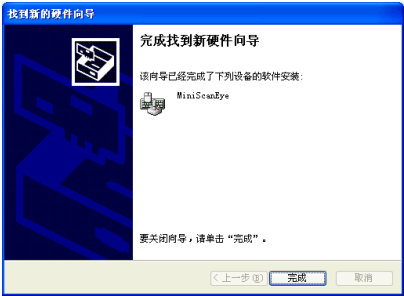 找到新的硬件向导
完成找到新硬件向导
该向导已经完成了下列设备的软件安装:
MiniScanEye
要关闭向导，请单击“完成”。
< 上一步(B)
完成
取消